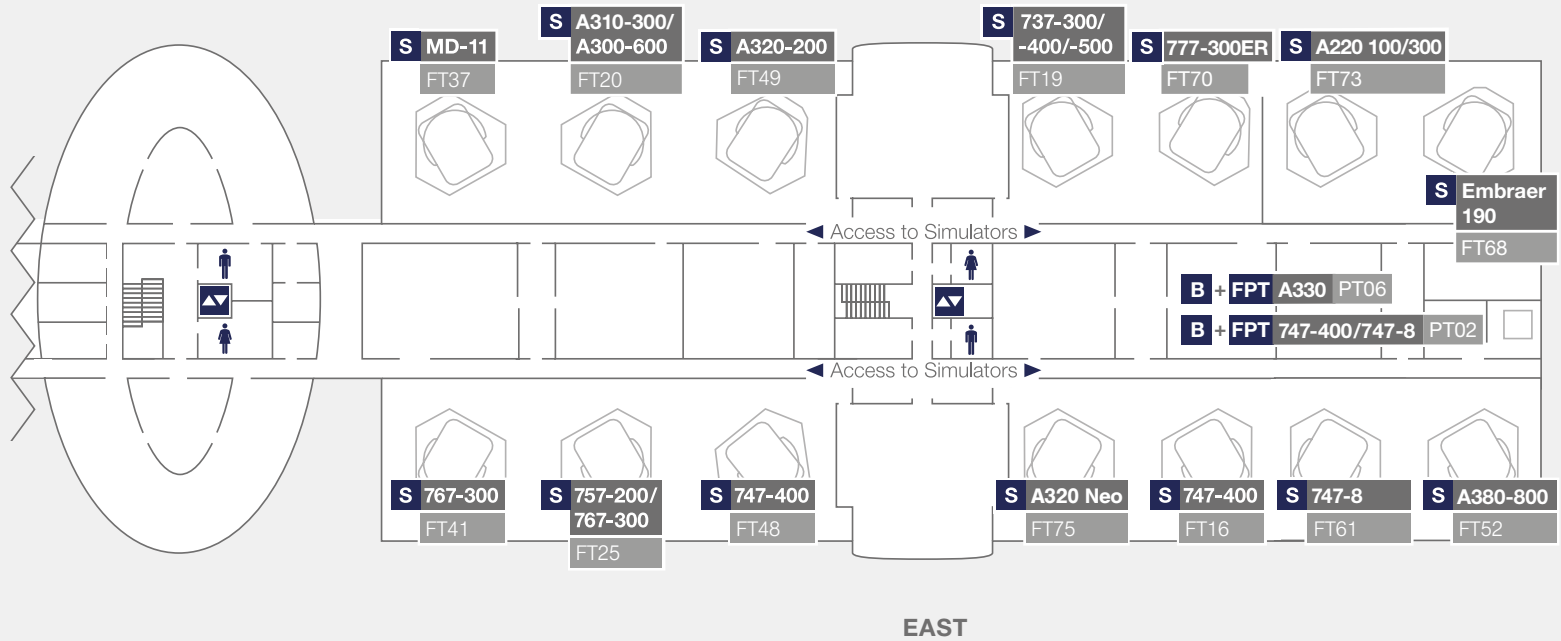 S MD-11
FT37
S A310-300/
A300-600
FT20
S A320-200
FT49
S 737-300/
-400/-500
FT19
S 777-300ER
FT70
S A220 100/300
FT73
S Embraer
190
FT68
Access to Simulators
B + FPT A330 PT06
B + FPT 747-400/747-8 PT02
Access to Simulators
S 767-300
FT41
S 757-200/
767-300
FT25
S 747-400
FT48
S A320 Neo
FT75
S 747-400
FT16
S 747-8
FT61
S A380-800
FT52
EAST